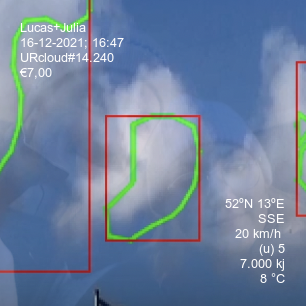 Lucas+Julia
16-12-2021; 16:47
URcloud#14.240
€7,00
52°N 13°E
SSE
20 km/h
(u) 5
7.000 kj
8 °C